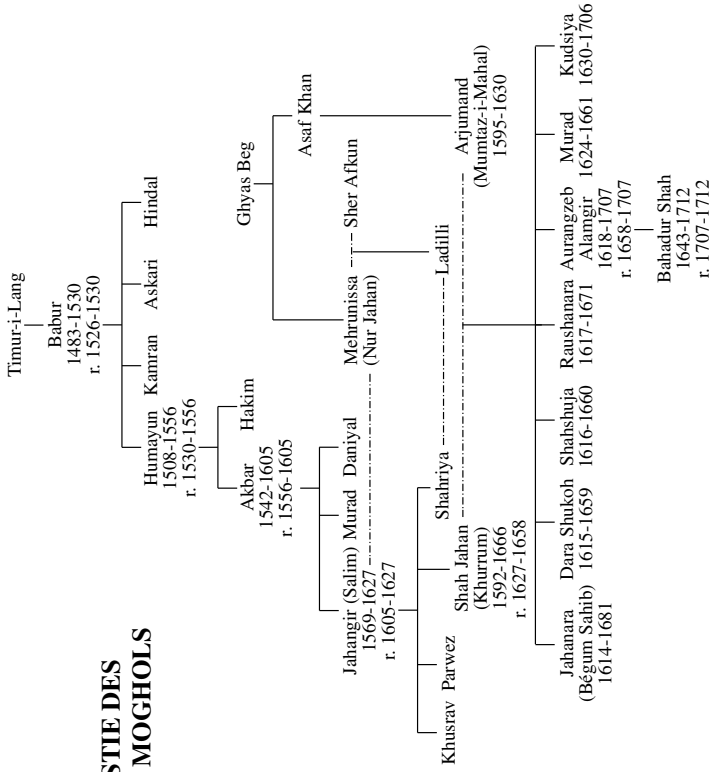 STIE DES
MOGHOLS
Timur-i-Lang
Babur
1483-1530
r. 1526-1530
Humayun
1508-1556
r. 1530-1556
Kamran
Askari
Hindal
Akbar
1542-1605
r. 1556-1605
Hakim
Ghyas Beg
Jahangir (Salim)
1569-1627
r. 1605-1627
Murad
Daniyal
Mehrunissa
(Nur Jahan)
Sher Afkun
Asaf Khan
Khusrav
Parwez
Shah Jahan
(Khurrum)
1592-1666
r. 1627-1658
Shahriya
Ladilli
Arjumand
(Mumtaz-i-Mahal)
1595-1630
Jahanara
(Bégum Sahib)
1614-1681
Dara Shukoh
1615-1659
Shahshuja
1616-1660
Raushanara
1617-1671
Aurangzeb
Alamgir
1618-1707
r. 1658-1707
Murad
1624-1661
Kudsiya
1630-1706
Bahadur Shah
1643-1712
r. 1707-1712